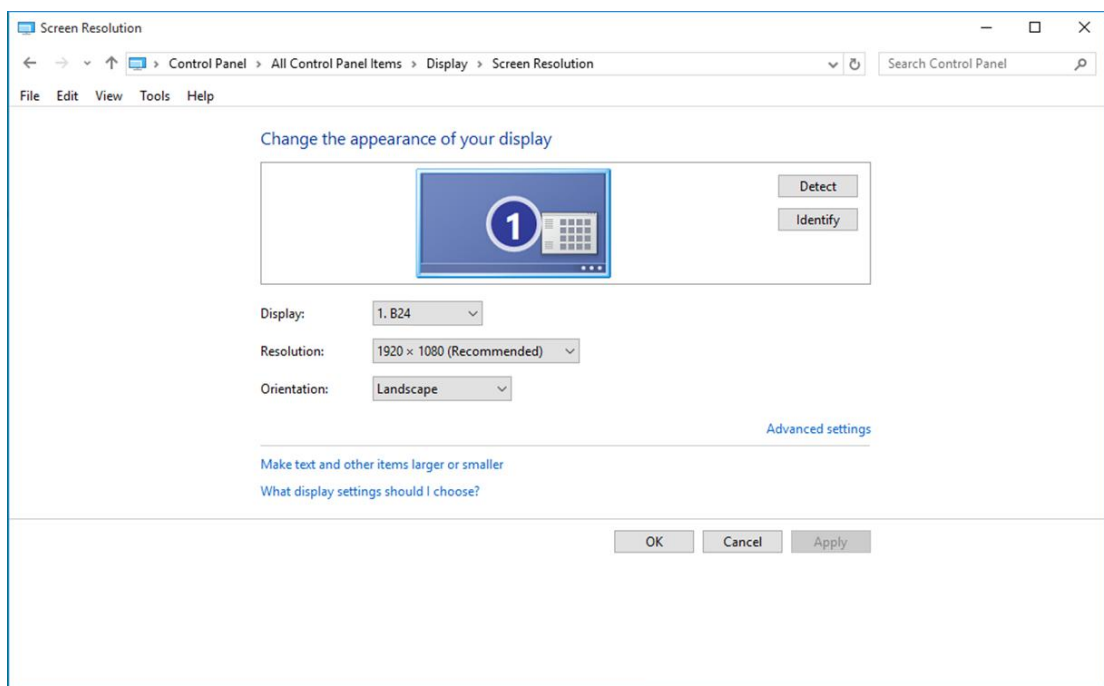 Screen Resolution
Control Panel > All Control Panel Items > Display > Screen Resolution
Search Control Panel
File Edit View Tools Help
Change the appearance of your display
1
Detect
Identify
Display: 1. B24
Resolution: 1920 × 1080 (Recommended)
Orientation: Landscape
Advanced settings
Make text and other items larger or smaller
What display settings should I choose?
OK Cancel Apply